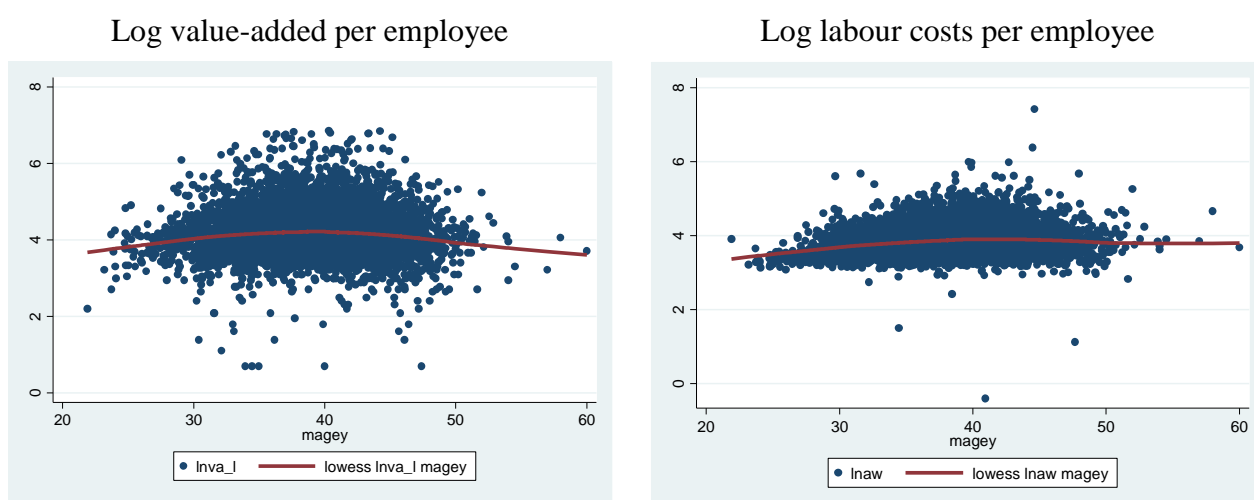 Log value-added per employee
8
6
4
2
0
20 30 40 50 60
magey
lnva_l lowess lnva_l magey
Log labour costs per employee
8
6
4
2
0
20 30 40 50 60
magey
lnaw lowess lnaw magey